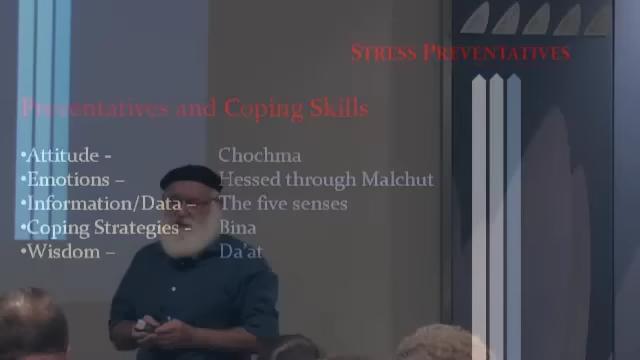 STRESS PREVENTATIVES
Preventatives and Coping Skills
•Attitude - Chochma
•Emotions – Hessed through Malchut
•Information/Data – The five senses
•Coping Strategies - Bina
•Wisdom – Da'at